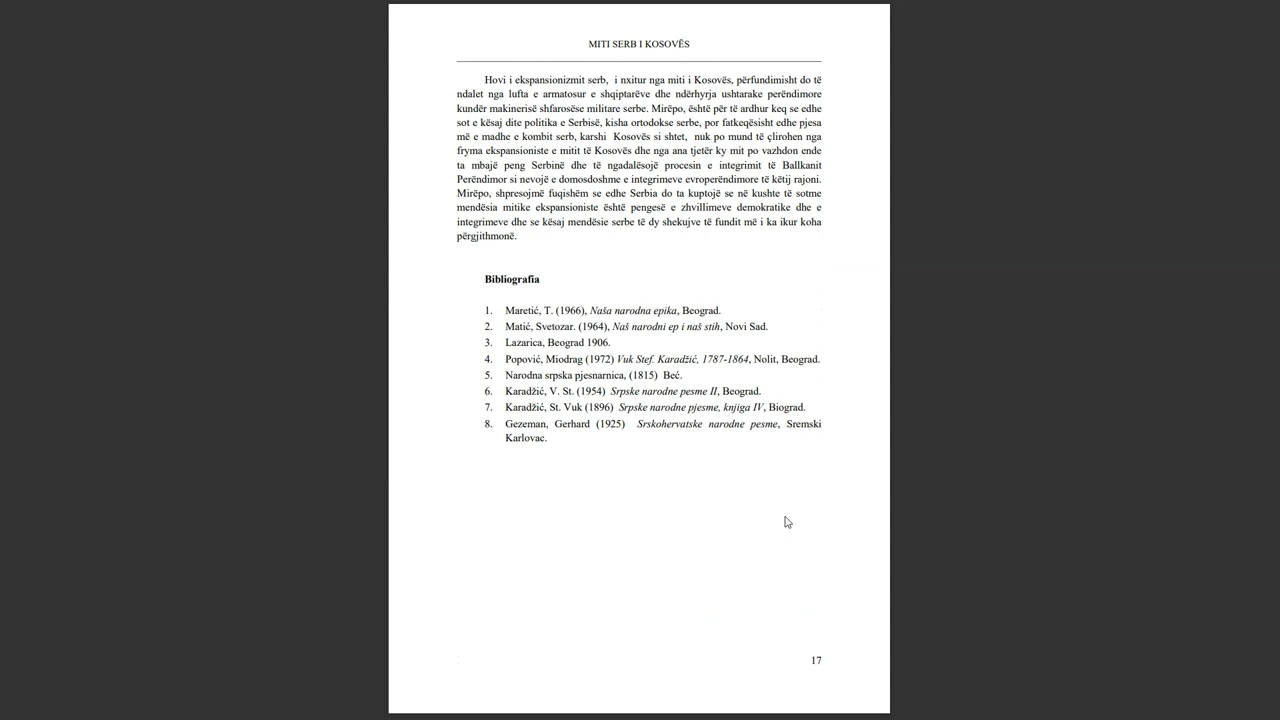 MITI SERB I KOSOVËS
Hovi i ekspansionizmit serb, i nxitur nga miti i Kosovës, përfundimisht do të
ndalet nga lufta e armatosur e shqiptarëve dhe ndërhyrja ushtarake perëndimore
kundër makinerisë shfarosëse militare serbe. Mirëpo, është për të ardhur keq se edhe
sot e kësaj dite politika e Serbisë, kisha ortodokse serbe, por fatkeqësisht edhe pjesa
më e madhe e kombit serb, karshi Kosovës si shtet, nuk po mund të çlirohen nga
fryma ekspansioniste e mitit të Kosovës dhe nga ana tjetër ky mit po vazhdon ende
ta mbajë peng Serbinë dhe të ngadalësojë procesin e integrimit të Ballkanit
Perëndimor si nevojë e domosdoshme e integrimeve evroperëndimore të këtij rajoni.
Mirëpo, shpresojmë fuqishëm se edhe Serbia do ta kuptojë se në kushte të sotme
mendësia mitike ekspansioniste është pengesë e zhvillimeve demokratike dhe e
integrimeve dhe se kësaj mendësie serbe të dy shekujve të fundit më i ka ikur koha
përgjithmonë.
Bibliografia
1. Maretić, T. (1966), Naša narodna epika, Beograd.
2. Matić, Svetozar. (1964), Naš narodni ep i naš stih, Novi Sad.
3. Lazarica, Beograd 1906.
4. Popović, Miodrag (1972) Vuk Stef. Karadžić, 1787-1864, Nolit, Beograd.
5. Narodna srpska pjesnarnica, (1815) Beć.
6. Karadžić, V. St. (1954) Srpske narodne pesme II, Beograd.
7. Karadžić, St. Vuk (1896) Srpske narodne pjesme, knjiga IV, Biograd.
8. Gezeman, Gerhard (1925) Srskohervatske narodne pesme, Sremski
Karlovac.
17